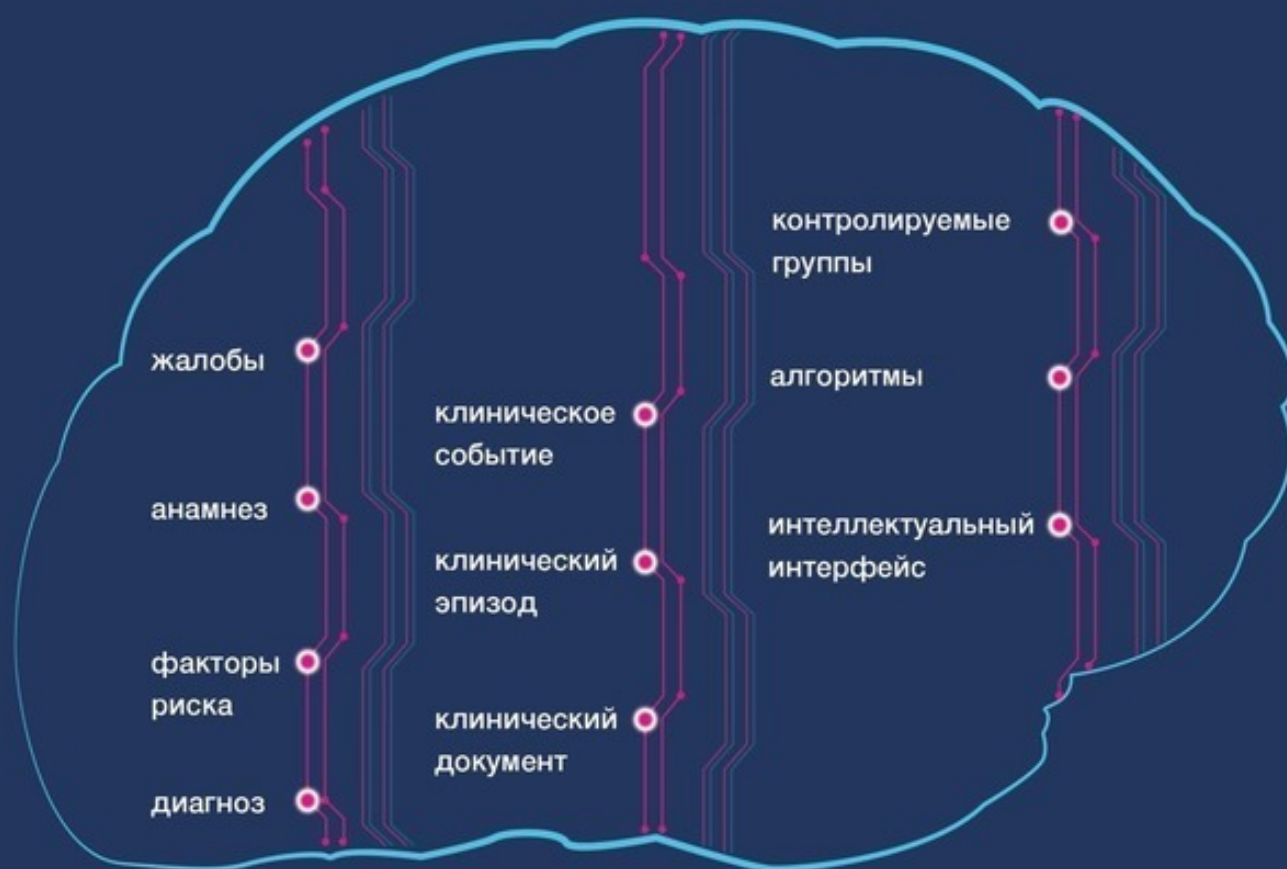 жалобы
анамнез
факторы
риска
диагноз
клиническое
событие
клинический
эпизод
клинический
документ
контролируемые
группы
алгоритмы
интеллектуальный
интерфейс